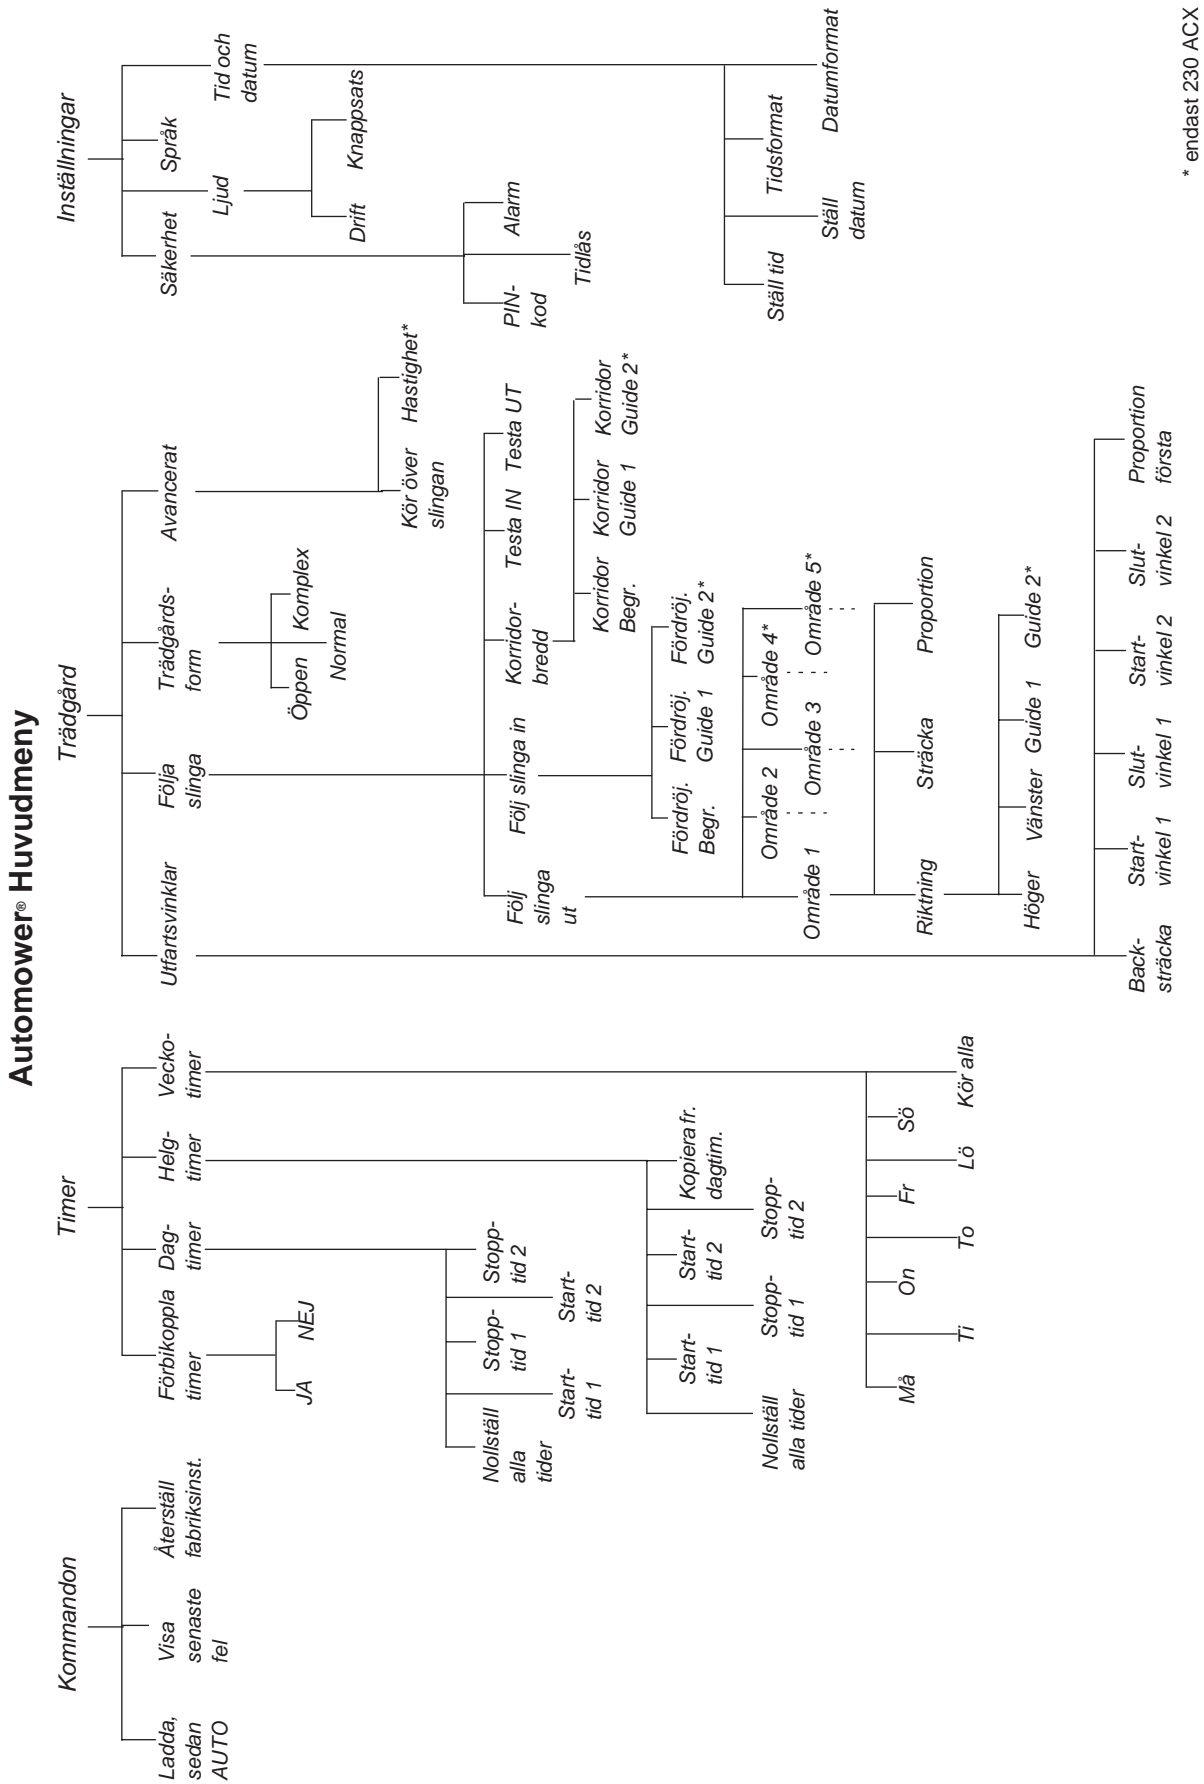 Automower® Huvudmeny
Kommandon
Ladda,
sedan
AUTO
Visa
senaste
fel
Återställ
fabriksinst.
Timer
Förbikoppla
timer
JA
NEJ
Dag-
timer
Nollställ
alla
tider
Start-
tid 1
Stopp-
tid 1
Start-
tid 2
Stopp-
tid 2
Helg-
timer
Nollställ
alla tider
Start-
tid 1
Stopp-
tid 1
Start-
tid 2
Stopp-
tid 2
Kopiera fr.
dagtim.
Vecko-
timer
Må
Ti
On
To
Fr
Lö
Sö
Kör alla
Trädgård
Utfartsvinklar
Back-
sträcka
Start-
vinkel 1
Slut-
vinkel 1
Start-
vinkel 2
Slut-
vinkel 2
Proportion
första
Följa
slinga
Följ
slinga
ut
Område 1
Område 2
Område 3
Område 4*
Område 5*
Riktning
Sträcka
Proportion
Höger
Vänster
Guide 1
Guide 2*
Följ slinga in
Fördröj.
Begr.
Fördröj.
Guide 1
Fördröj.
Guide 2*
Korridor-
bredd
Korridor
Begr.
Korridor
Guide 1
Korridor
Guide 2*
Testa IN
Testa UT
Trädgårds-
form
Öppen
Normal
Komplex
Avancerat
Kör över
slingan
Hastighet*
Inställningar
Säkerhet
PIN-
kod
Tidlås
Alarm
Ljud
Drift
Knappsats
Språk
Tid och
datum
Ställ tid
Ställ
datum
Tidsformat
Datumformat
* endast 230 ACX